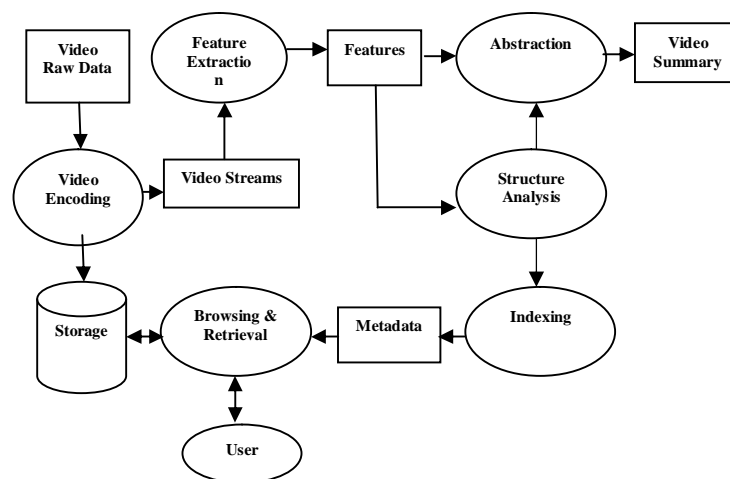 Video
Raw Data
Feature
Extractio
n
Features
Abstraction
Video
Summary
Video
Encoding
Video Streams
Structure
Analysis
Storage
Browsing &
Retrieval
Metadata
Indexing
User